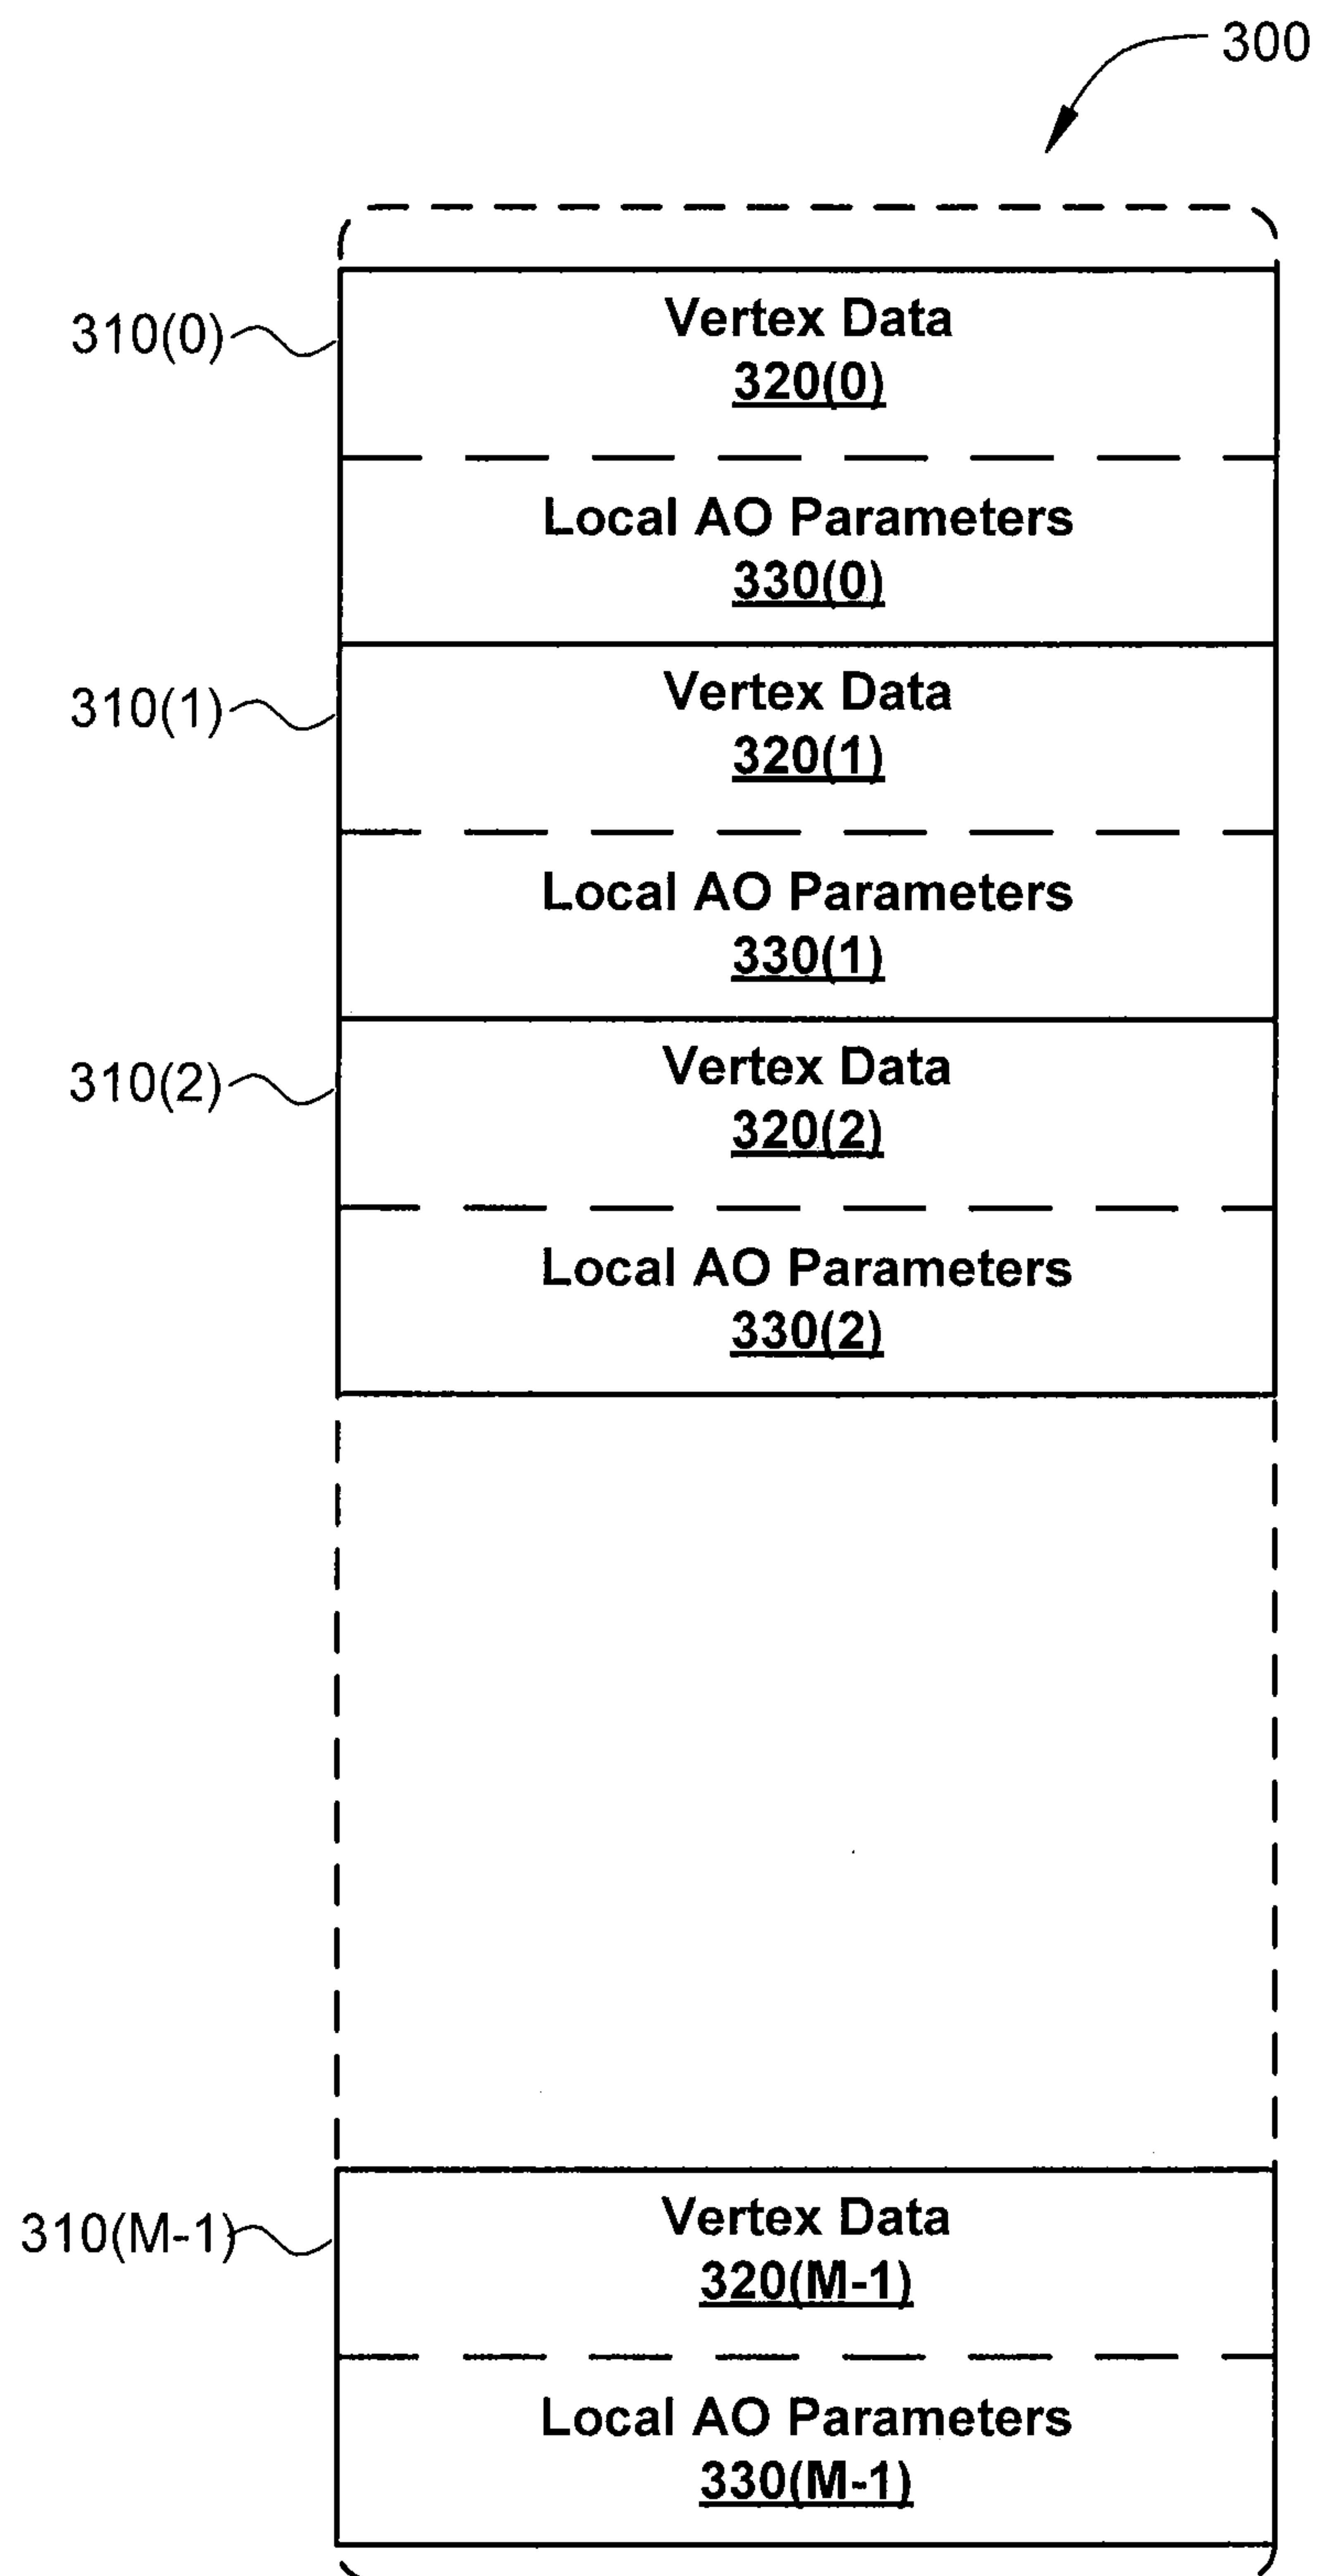 300
310(0)
Vertex Data
320(0)
Local AO Parameters
330(0)
310(1)
Vertex Data
320(1)
Local AO Parameters
330(1)
310(2)
Vertex Data
320(2)
Local AO Parameters
330(2)
310(M-1)
Vertex Data
320(M-1)
Local AO Parameters
330(M-1)